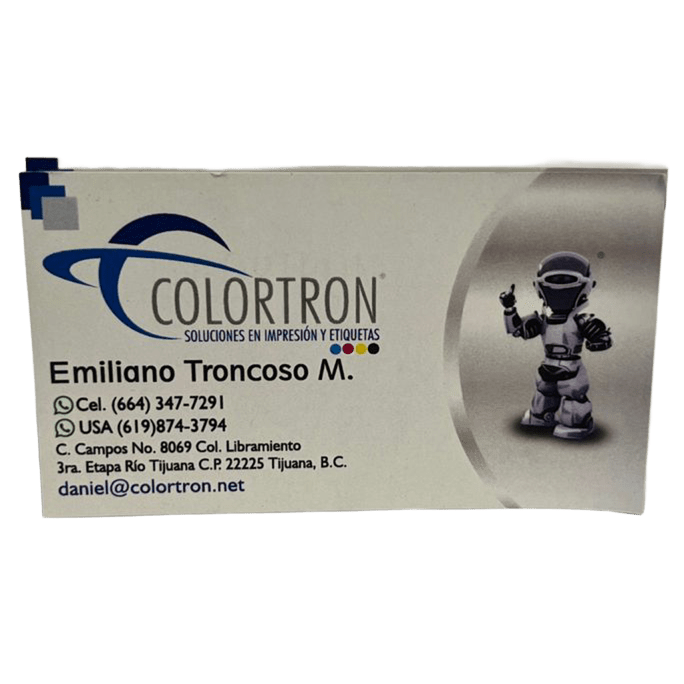 COLORTRON®
SOLUCIONES EN IMPRESIÓN Y ETIQUETAS
Emiliano Troncoso M.
Cel. (664) 347-7291
USA (619)874-3794
C. Campos No. 8069 Col. Libramiento
3ra. Etapa Río Tijuana C.P. 22225 Tijuana, B.C.
daniel@colortron.net
®